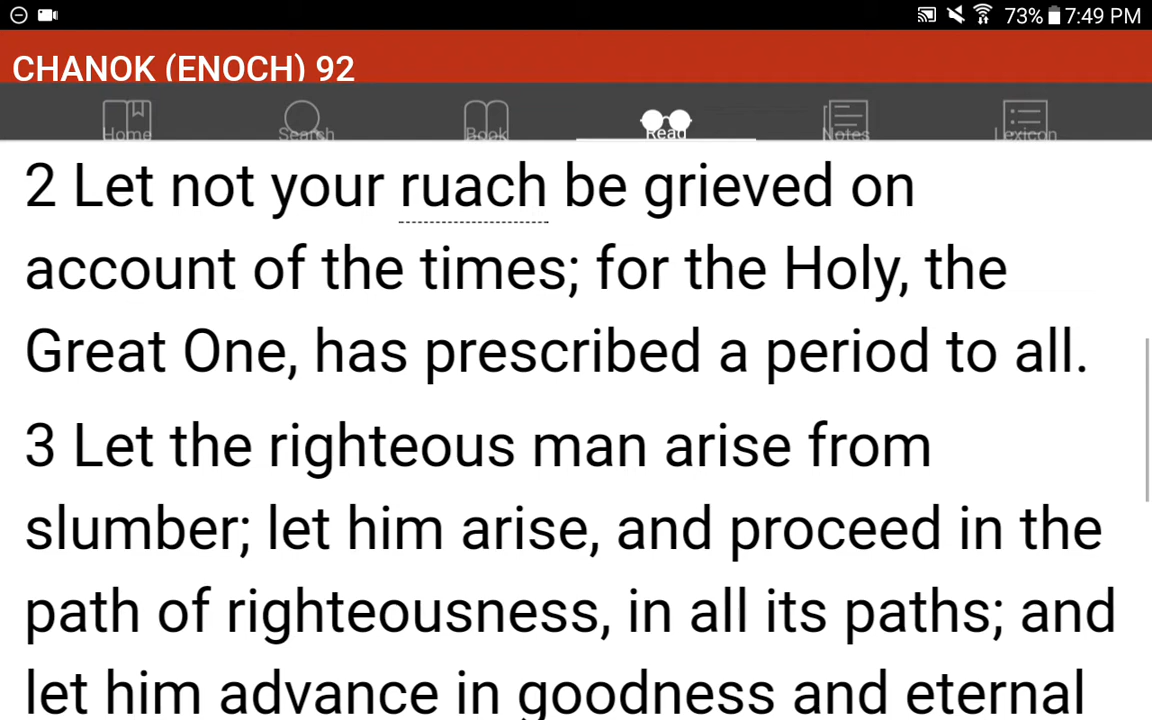 73% 7:49 PM
CHANOK (ENOCH) 92
Home Search Book Read Notes Lexicon
2 Let not your ruach be grieved on
account of the times; for the Holy, the
Great One, has prescribed a period to all.
3 Let the righteous man arise from
slumber; let him arise, and proceed in the
path of righteousness, in all its paths; and
let him advance in goodness and eternal